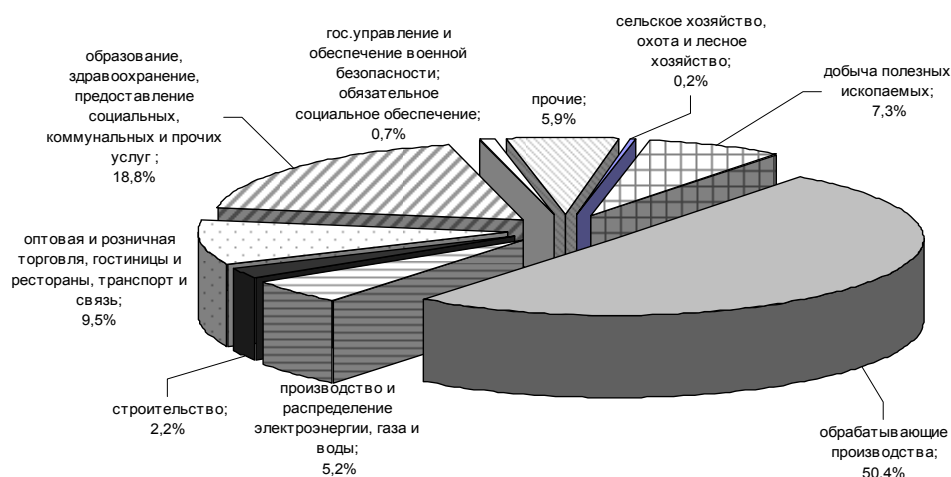 образование,
здравоохранение,
предоставление
социальных,
коммунальных и прочих
услуг ;
18,8%
гос.управление и
обеспечение военной
безопасности;
обязательное
социальное обеспечение;
0,7%
прочие;
5,9%
сельское хозяйство,
охота и лесное
хозяйство;
0,2%
добыча полезных
ископаемых;
7,3%
оптовая и розничная
торговля, гостиницы и
рестораны, транспорт и
связь;
9,5%
строительство;
2,2%
производство и
распределение
электроэнергии, газа и
воды;
5,2%
обрабатывающие
производства;
50,4%